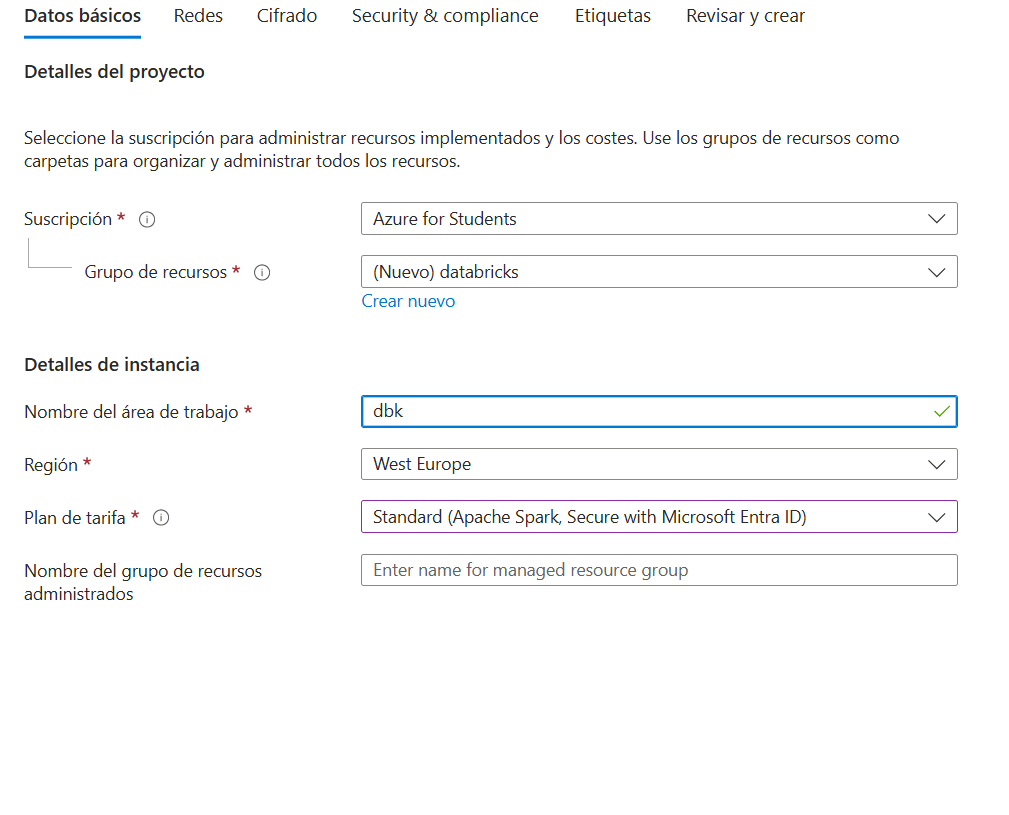 Datos básicos Redes Cifrado Security & compliance Etiquetas Revisar y crear
Detalles del proyecto
Seleccione la suscripción para administrar recursos implementados y los costes. Use los grupos de recursos como
carpetas para organizar y administrar todos los recursos.
Suscripción * Azure for Students
Grupo de recursos * (Nuevo) databricks
Crear nuevo
Detalles de instancia
Nombre del área de trabajo * dbk
Región * West Europe
Plan de tarifa * Standard (Apache Spark, Secure with Microsoft Entra ID)
Nombre del grupo de recursos Enter name for managed resource group
administrados